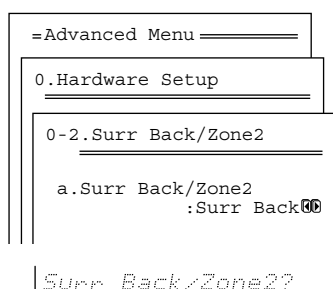 =Advanced Menu
0.Hardware Setup
0-2.Surr Back/Zone2
a.Surr Back/Zone2
:Surr Back
Surr Back/Zone2?